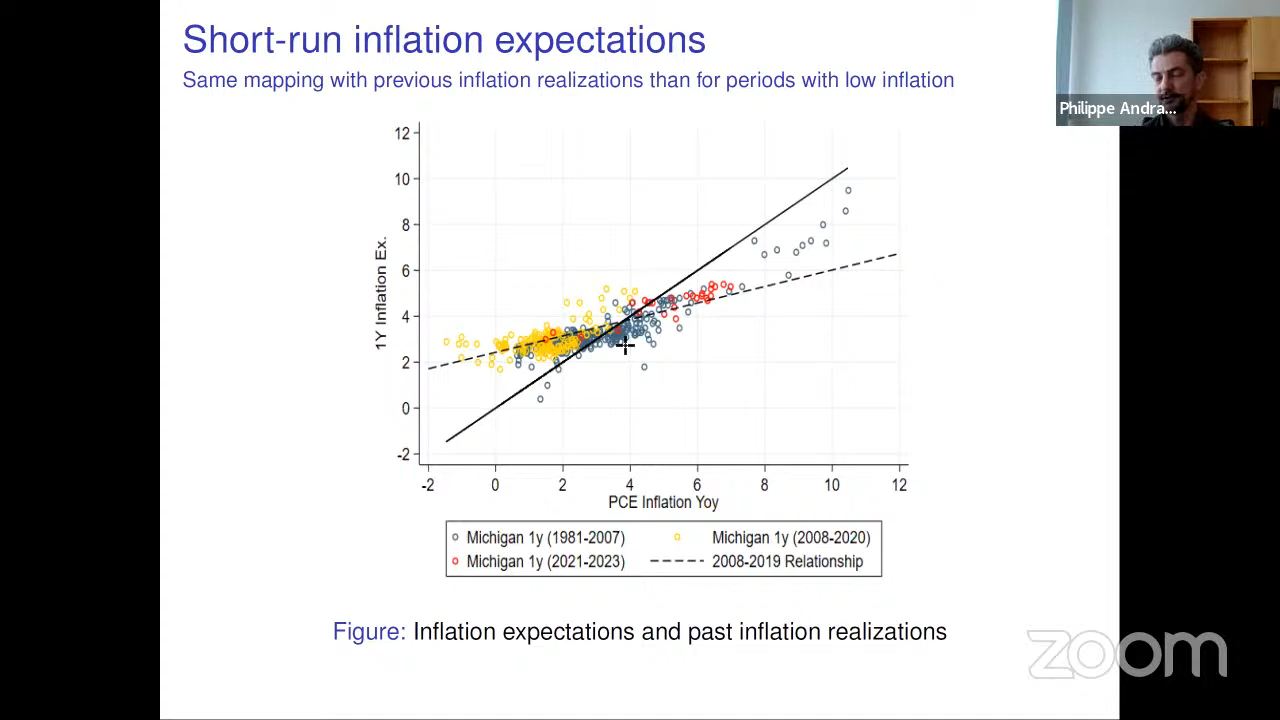 Short-run inflation expectations
Same mapping with previous inflation realizations than for periods with low inflation
Philippe Andra...
12
10
8
6
4
2
0
-2
1Y Inflation Ex.
-2 0 2 4 6 8 10 12
PCE Inflation Yoy
Michigan 1y (1981-2007) Michigan 1y (2008-2020)
Michigan 1y (2021-2023) 2008-2019 Relationship
Figure: Inflation expectations and past inflation realizations
zoom